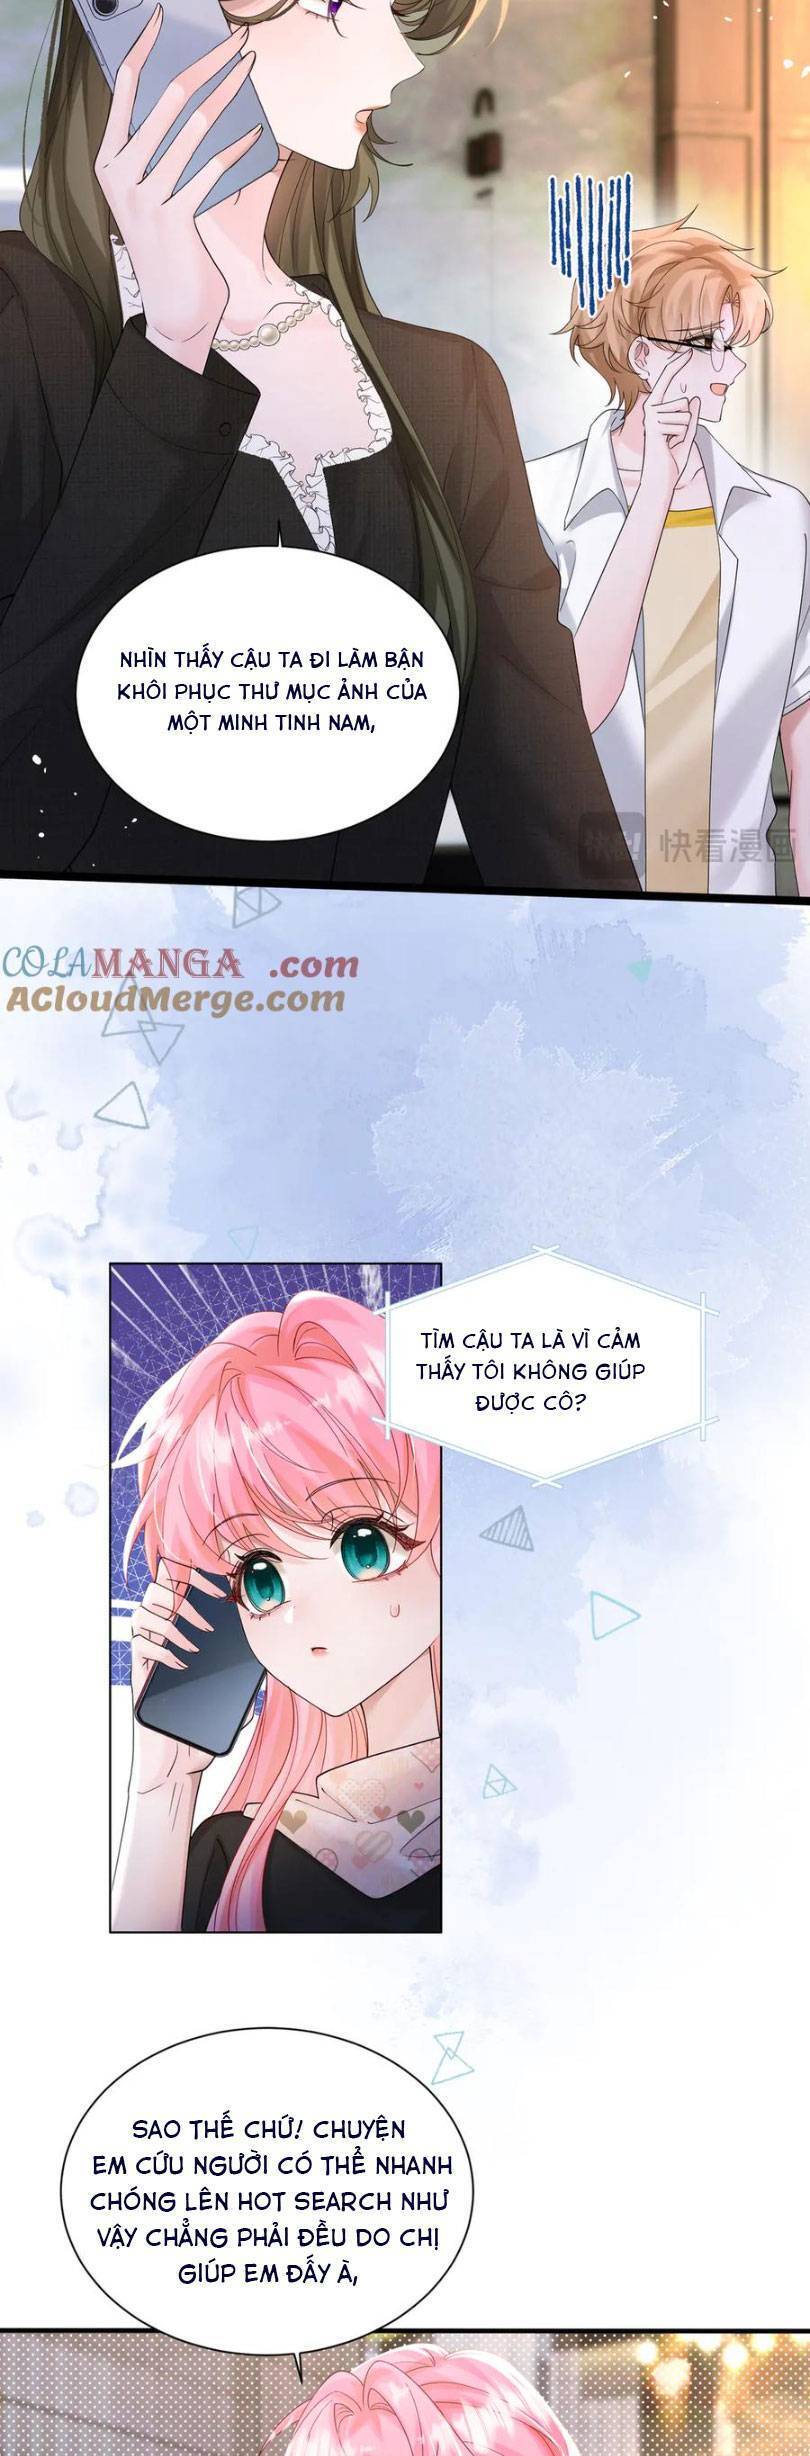 NHÌN THẤY CẬU TA ĐI LÀM BẬN
KHÔI PHỤC THƯ MỤC ẢNH CỦA
MỘT MINH TINH NAM,
快看! 快看漫画
COLAMANGA .com
AcloudMerge.com
TÌM CẬU TA LÀ VÌ CẢM
THẤY TÔI KHÔNG GIÚP
ĐƯỢC CÔ?
SAO THẾ CHỨ! CHUYỆN
EM CỨU NGƯỜI CÓ THỂ NHANH
CHÓNG LÊN HOT SEARCH NHƯ
VẬY CHẲNG PHẢI ĐỀU DO CHỊ
GIÚP EM ĐẤY À,